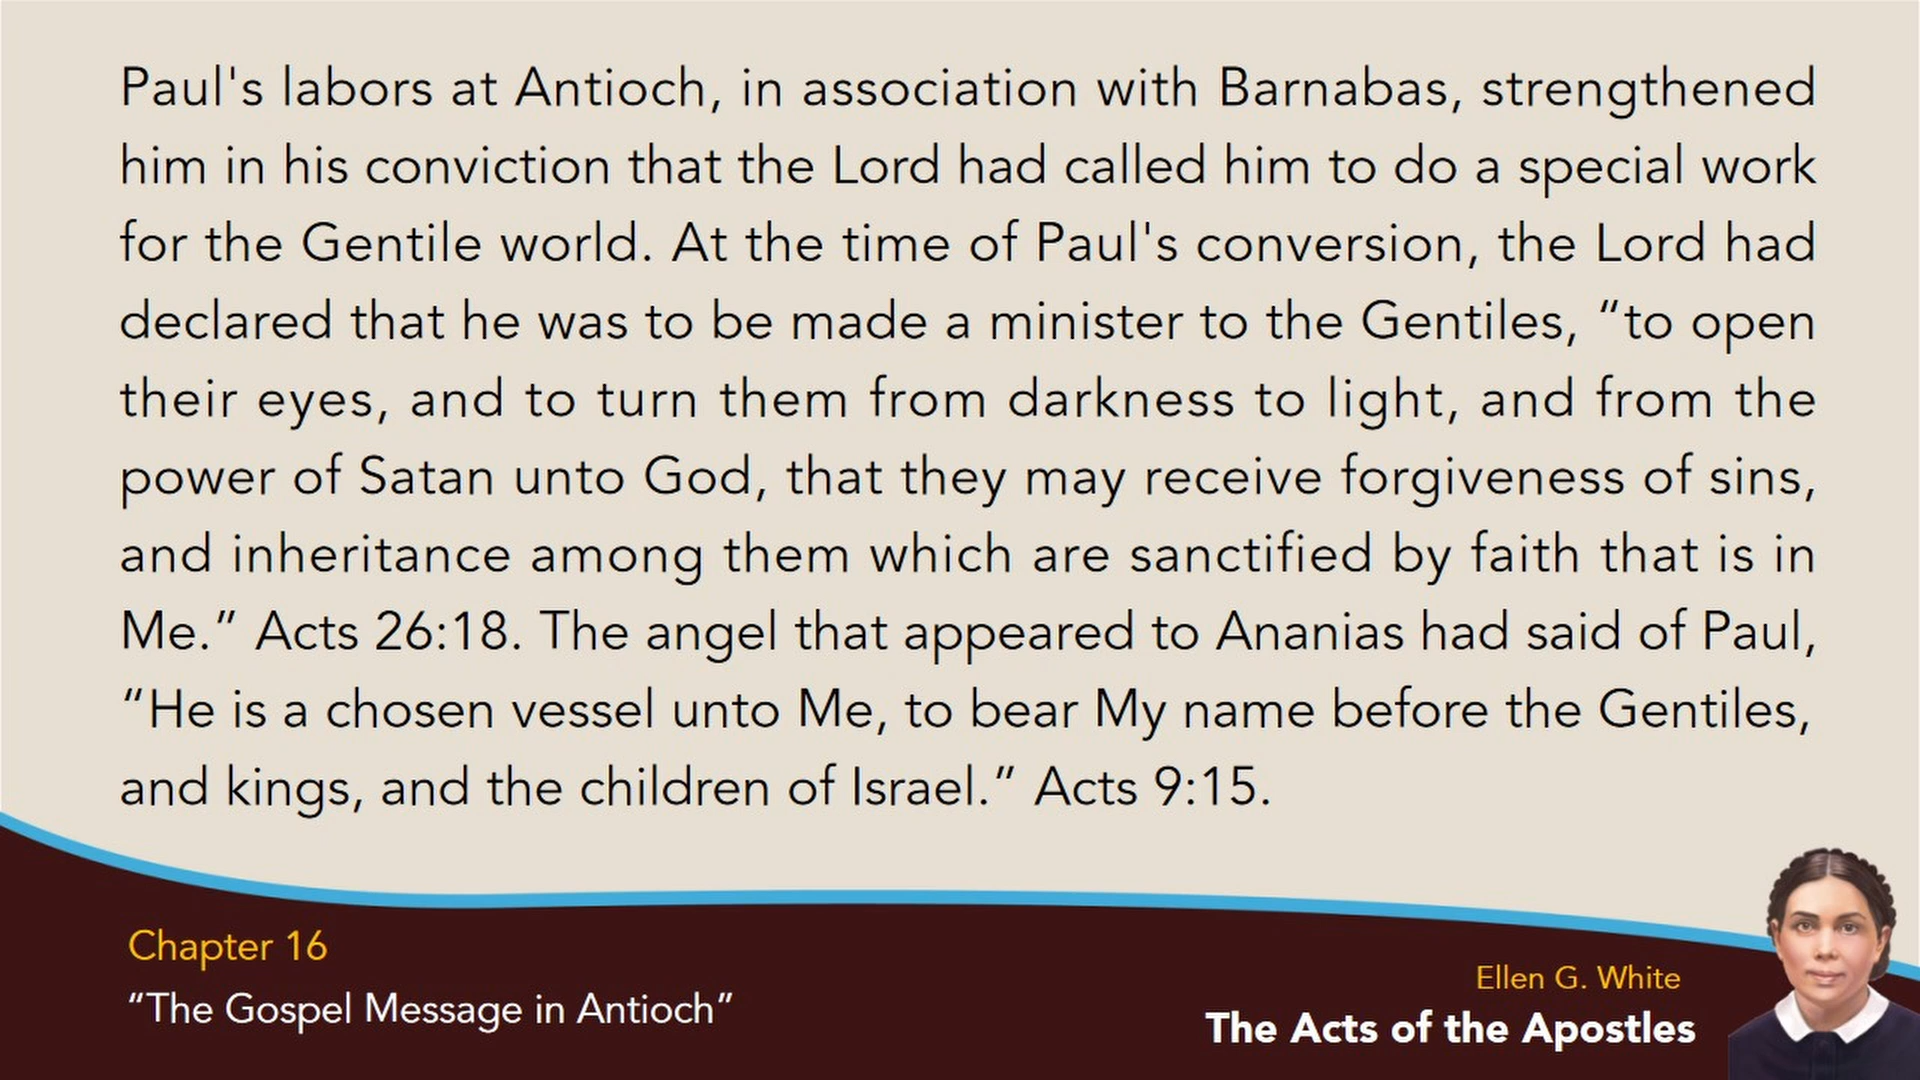 Paul's labors at Antioch, in association with Barnabas, strengthened
him in his conviction that the Lord had called him to do a special work
for the Gentile world. At the time of Paul's conversion, the Lord had
declared that he was to be made a minister to the Gentiles, “to open
their eyes, and to turn them from darkness to light, and from the
power of Satan unto God, that they may receive forgiveness of sins,
and inheritance among them which are sanctified by faith that is in
Me.” Acts 26:18. The angel that appeared to Ananias had said of Paul,
“He is a chosen vessel unto Me, to bear My name before the Gentiles,
and kings, and the children of Israel.” Acts 9:15.
Chapter 16
“The Gospel Message in Antioch”
Ellen G. White
The Acts of the Apostles